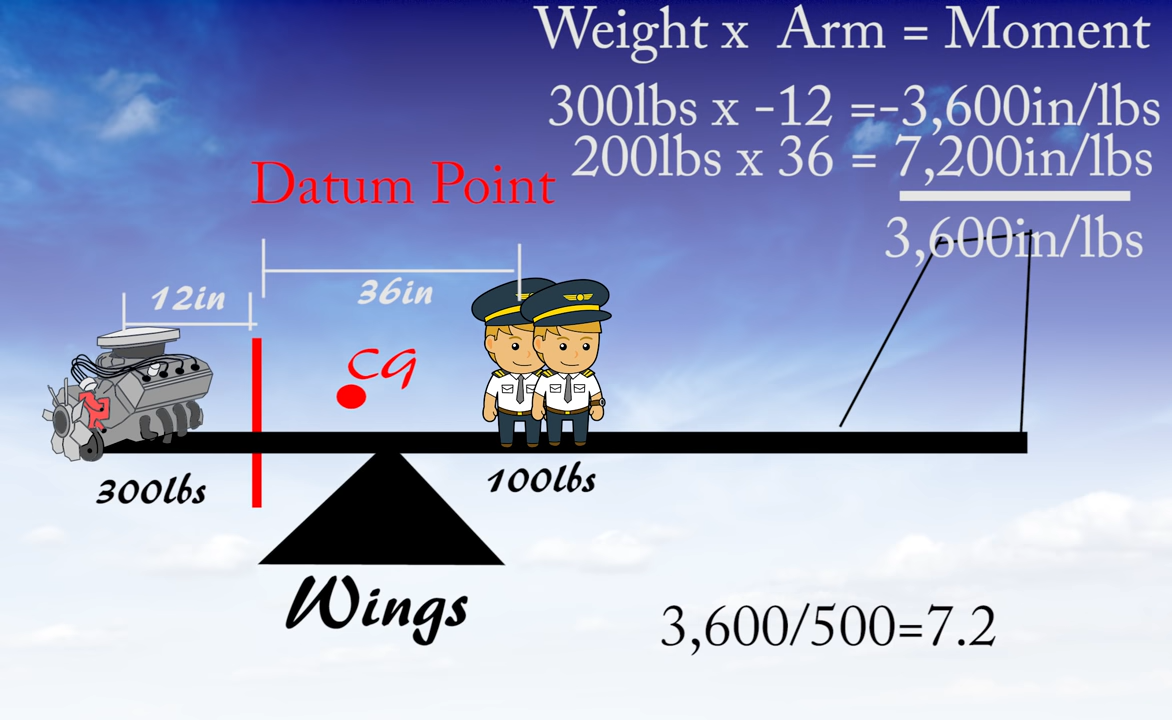 Weight x Arm = Moment
300lbs x -12 =-3,600in/lbs
200lbs x 36 = 7,200in/lbs
3,600in/lbs
Datum Point
12in
36in
CG
300lbs
100lbs
Wings
3,600/500=7.2